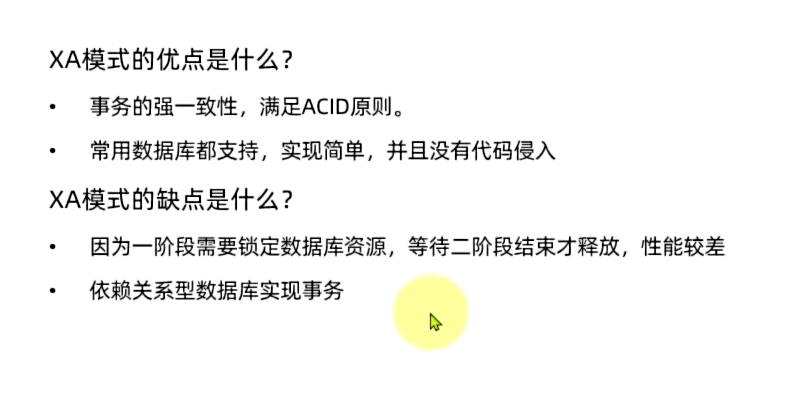 XA模式的优点是什么？
• 事务的强一致性，满足ACID原则。
• 常用数据库都支持，实现简单，并且没有代码侵入
XA模式的缺点是什么？
• 因为一阶段需要锁定数据库资源，等待二阶段结束才释放，性能较差
• 依赖关系型数据库实现事务